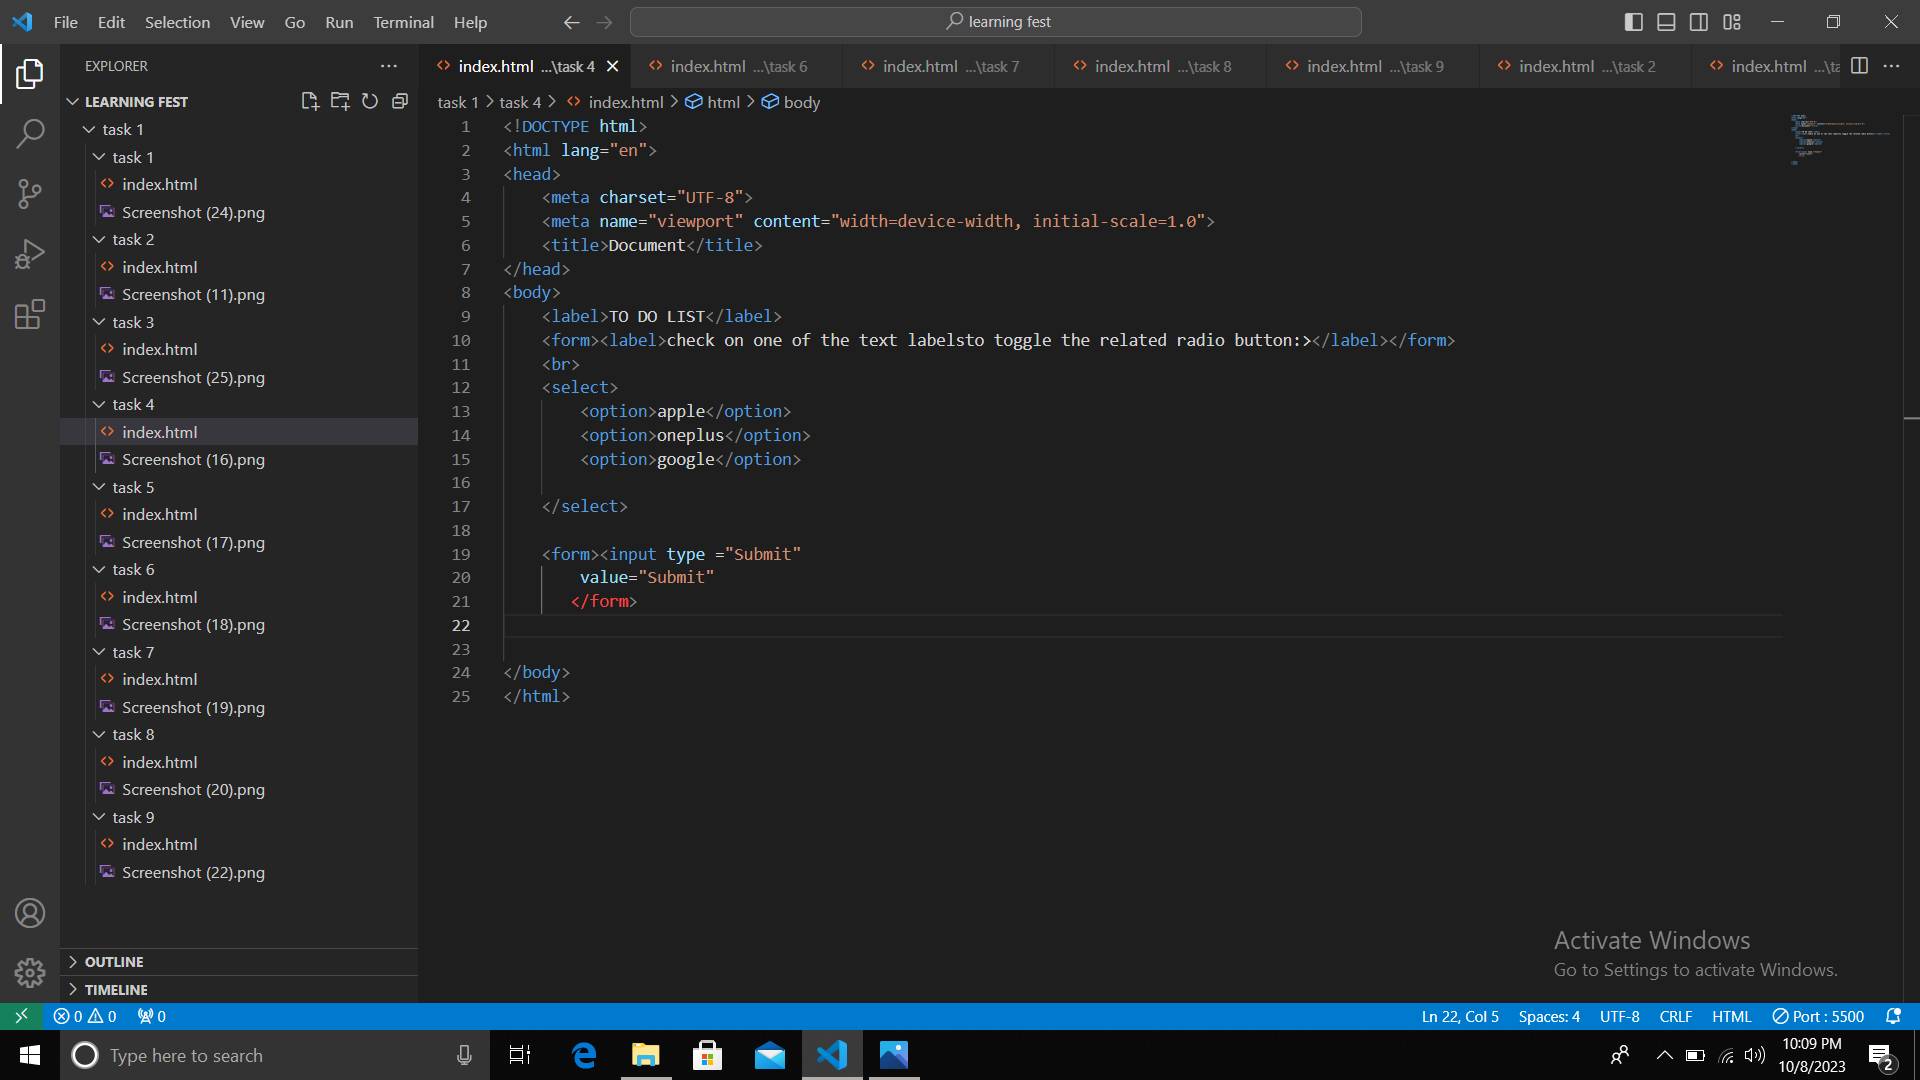 File Edit Selection View Go Run Terminal Help
learning fest
EXPLORER
LEARNING FEST
task 1
task 1
index.html
Screenshot (24).png
task 2
index.html
Screenshot (11).png
task 3
index.html
Screenshot (25).png
task 4
index.html
Screenshot (16).png
task 5
index.html
Screenshot (17).png
task 6
index.html
Screenshot (18).png
task 7
index.html
Screenshot (19).png
task 8
index.html
Screenshot (20).png
task 9
index.html
Screenshot (22).png
OUTLINE
TIMELINE
index.html ...\task 4 index.html ...\task 6 index.html ...\task 7 index.html ...\task 8 index.html ...\task 9 index.html ...\task 2 index.html ...\ta
task 1 > task 4 > index.html > html > body
1 <!DOCTYPE html>
2 <html lang="en">
3 <head>
4 <meta charset="UTF-8">
5 <meta name="viewport" content="width=device-width, initial-scale=1.0">
6 <title>Document</title>
7 </head>
8 <body>
9 <label>TO DO LIST</label>
10 <form><label>check on one of the text labelsto toggle the related radio button:></label></form>
11 <br>
12 <select>
13 <option>apple</option>
14 <option>oneplus</option>
15 <option>google</option>
16
17 </select>
18
19 <form><input type ="Submit"
20 value="Submit"
21 </form>
22
23
24 </body>
25 </html>
Activate Windows
Go to Settings to activate Windows.
0 0 0
Ln 22, Col 5 Spaces: 4 UTF-8 CRLF HTML Port : 5500
Type here to search
10:09 PM
10/8/2023
2